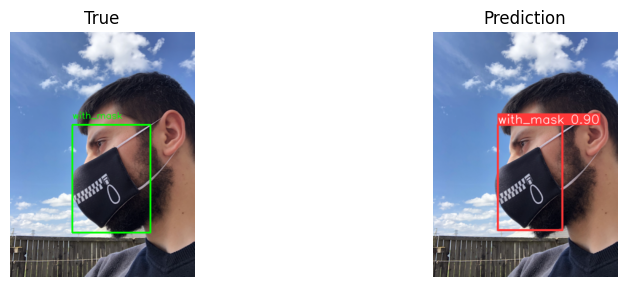 True
Prediction
with_mask
with_mask 0.90